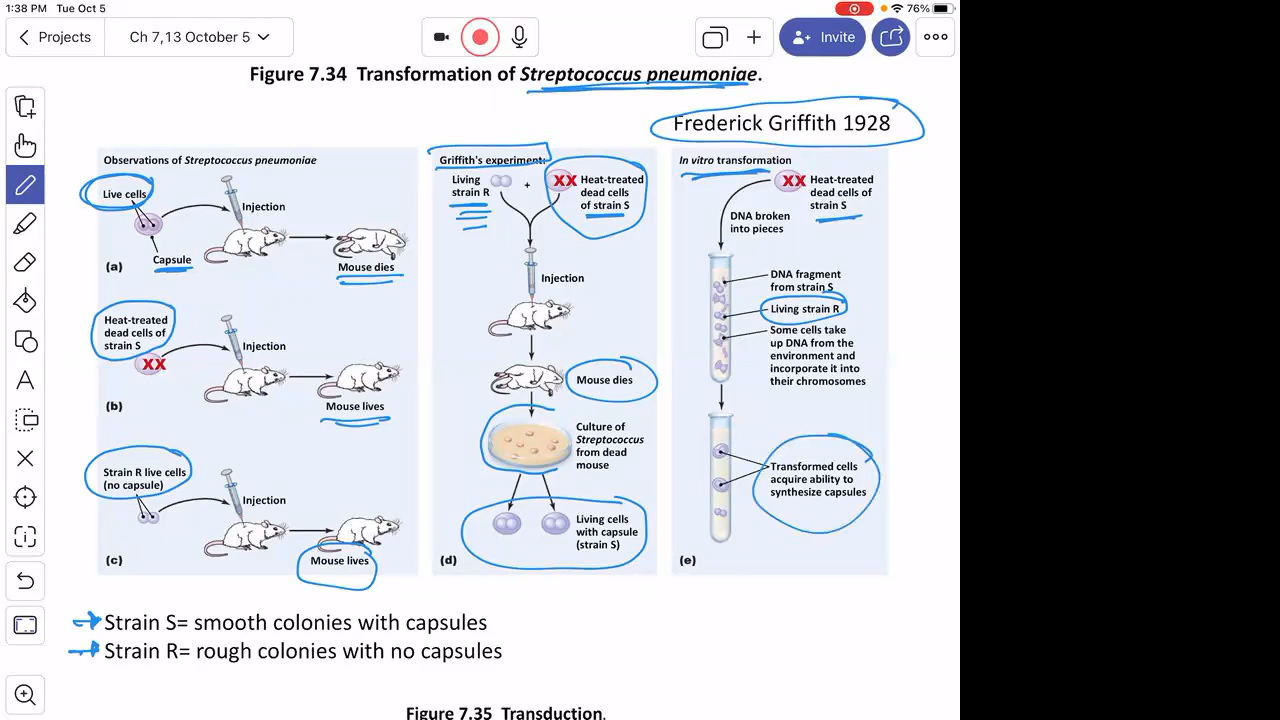 1:38 PM Tue Oct 5
76%
Projects
Ch 7,13 October 5
Invite
Figure 7.34 Transformation of Streptococcus pneumoniae.
Frederick Griffith 1928
Observations of Streptococcus pneumoniae
Live cells
Injection
Capsule
Mouse dies
(a)
Heat-treated
dead cells of
strain S
XX
Injection
Mouse lives
(b)
Strain R live cells
(no capsule)
Injection
Mouse lives
(c)
Griffith's experiment:
Living
strain R
+
XX
Heat-treated
dead cells
of strain S
Injection
Mouse dies
Culture of
Streptococcus
from dead
mouse
Living cells
with capsule
(strain S)
(d)
In vitro transformation
XX
Heat-treated
dead cells of
strain S
DNA broken
into pieces
DNA fragment
from strain S
Living strain R
Some cells take
up DNA from the
environment and
incorporate it into
their chromosomes
Transformed cells
acquire ability to
synthesize capsules
(e)
Strain S= smooth colonies with capsules
Strain R= rough colonies with no capsules
Figure 7.35 Transduction.